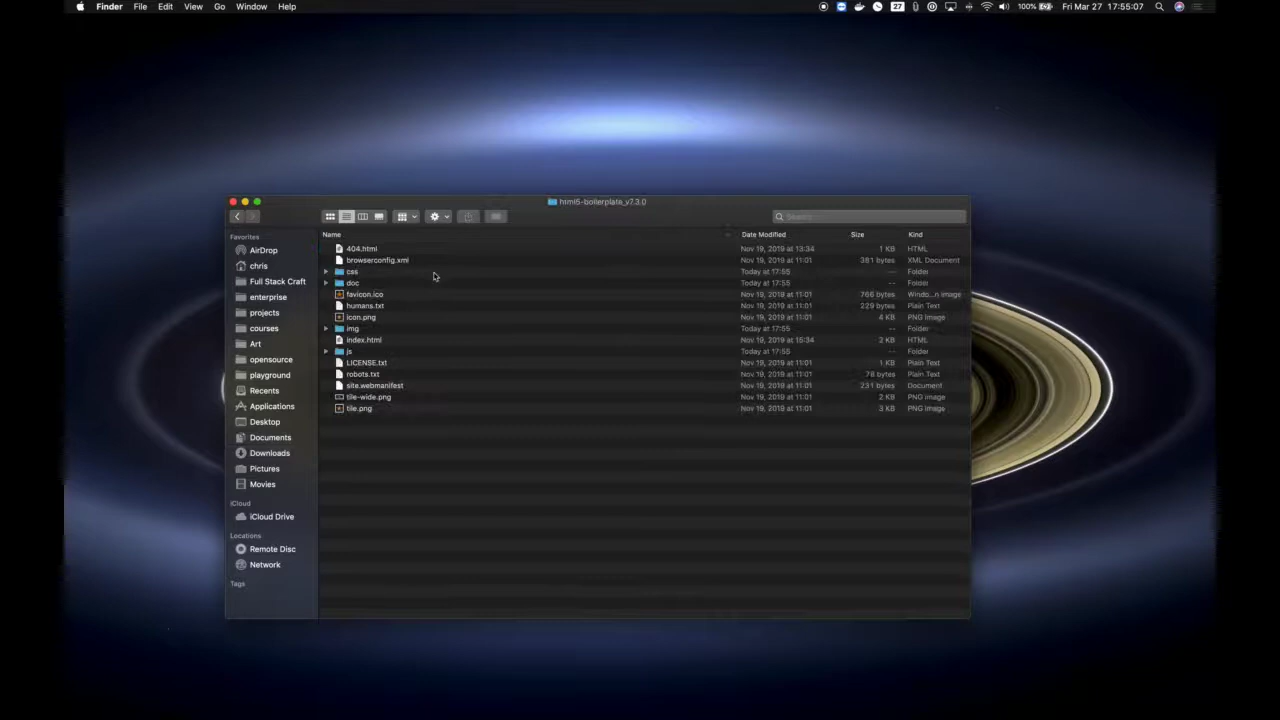 Finder File Edit View Go Window Help 27 100% Fri Mar 27 17:55:07
html5-boilerplate_v7.3.0
Search
Favorites
AirDrop
chris
Full Stack Craft
enterprise
projects
courses
Art
opensource
playground
Recents
Applications
Desktop
Documents
Downloads
Pictures
Movies
iCloud
iCloud Drive
Locations
Remote Disc
Network
Tags
Name Date Modified Size Kind
404.html Nov 19, 2019 at 13:34 1 KB HTML
browserconfig.xml Nov 19, 2019 at 11:01 381 bytes XML Document
css Today at 17:55 -- Folder
doc Today at 17:55 -- Folder
favicon.ico Nov 19, 2019 at 11:01 766 bytes Windo...n image
humans.txt Nov 19, 2019 at 11:01 229 bytes Plain Text
icon.png Nov 19, 2019 at 11:01 4 KB PNG image
img Today at 17:55 -- Folder
index.html Nov 19, 2019 at 15:34 2 KB HTML
js Today at 17:55 -- Folder
LICENSE.txt Nov 19, 2019 at 11:01 1 KB Plain Text
robots.txt Nov 19, 2019 at 11:01 78 bytes Plain Text
site.webmanifest Nov 19, 2019 at 11:01 231 bytes Document
tile-wide.png Nov 19, 2019 at 11:01 2 KB PNG image
tile.png Nov 19, 2019 at 11:01 3 KB PNG image